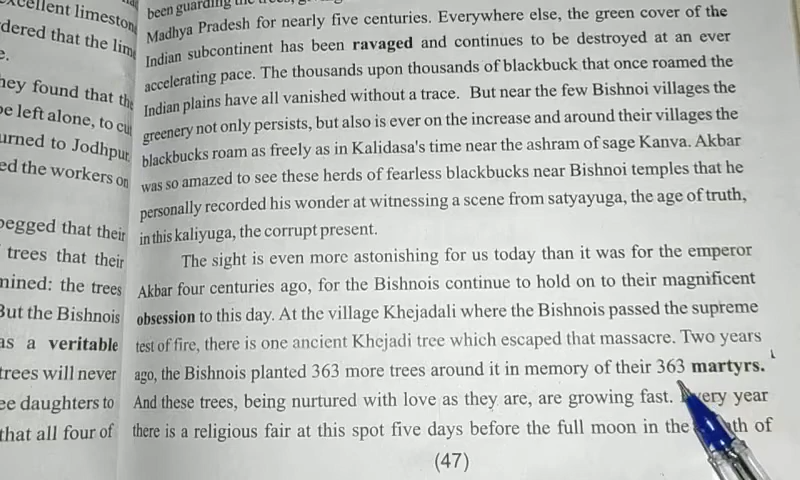 excellent limeston
dered that the lim
e.
hey found that the
be left alone, to cut
urned to Jodhpur
ed the workers on
begged that their
trees that their
mined: the trees
But the Bishnois
as a veritable
trees will never
ee daughters to
that all four of
been guarding the trees,
Madhya Pradesh for nearly five centuries. Everywhere else, the green cover of the
Indian subcontinent has been ravaged and continues to be destroyed at an ever
accelerating pace. The thousands upon thousands of blackbuck that once roamed the
Indian plains have all vanished without a trace. But near the few Bishnoi villages the
greenery not only persists, but also is ever on the increase and around their villages the
blackbucks roam as freely as in Kalidasa's time near the ashram of sage Kanva. Akbar
was so amazed to see these herds of fearless blackbucks near Bishnoi temples that he
personally recorded his wonder at witnessing a scene from satyayuga, the age of truth,
in this kaliyuga, the corrupt present.
The sight is even more astonishing for us today than it was for the emperor
Akbar four centuries ago, for the Bishnois continue to hold on to their magnificent
obsession to this day. At the village Khejadali where the Bishnois passed the supreme
test of fire, there is one ancient Khejadi tree which escaped that massacre. Two years
ago, the Bishnois planted 363 more trees around it in memory of their 363 martyrs.
And these trees, being nurtured with love as they are, are growing fast. Every year
there is a religious fair at this spot five days before the full moon in the th of
(47)